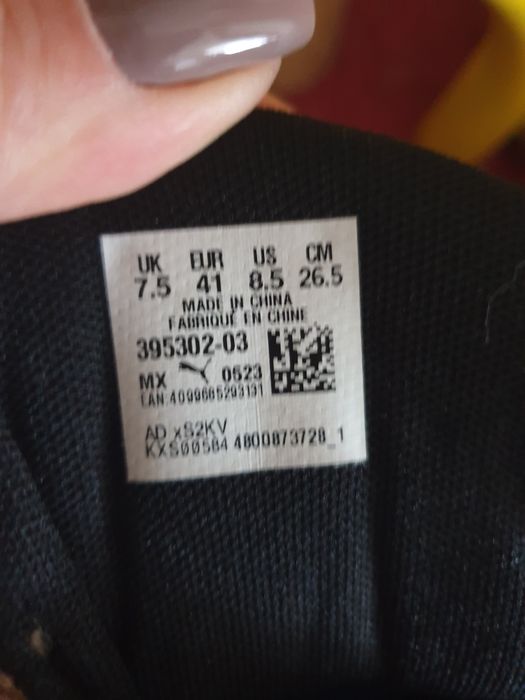 UK EUR US CM
7.5 41 8.5 26.5
MADE IN CHINA
FABRIQUÉ EN CHINE
395302-03
MX 0523
EAN:4099685293131
AD xS2KV
KXS00584 4800873728_1